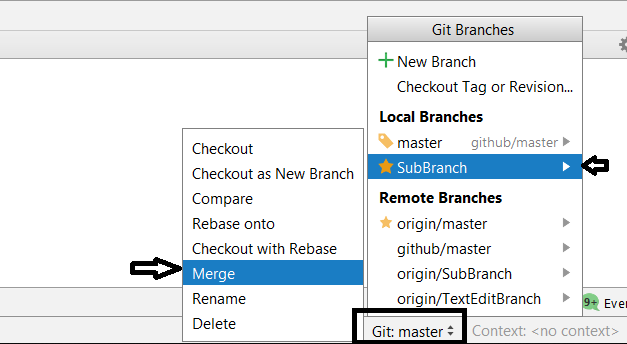 Git Branches
New Branch
Checkout Tag or Revision...
Local Branches
master github/master
SubBranch
Remote Branches
origin/master
github/master
origin/SubBranch
origin/TextEditBranch
Checkout
Checkout as New Branch
Compare
Rebase onto
Checkout with Rebase
Merge
Rename
Delete
9+ Ever
Git: master Context: <no context>